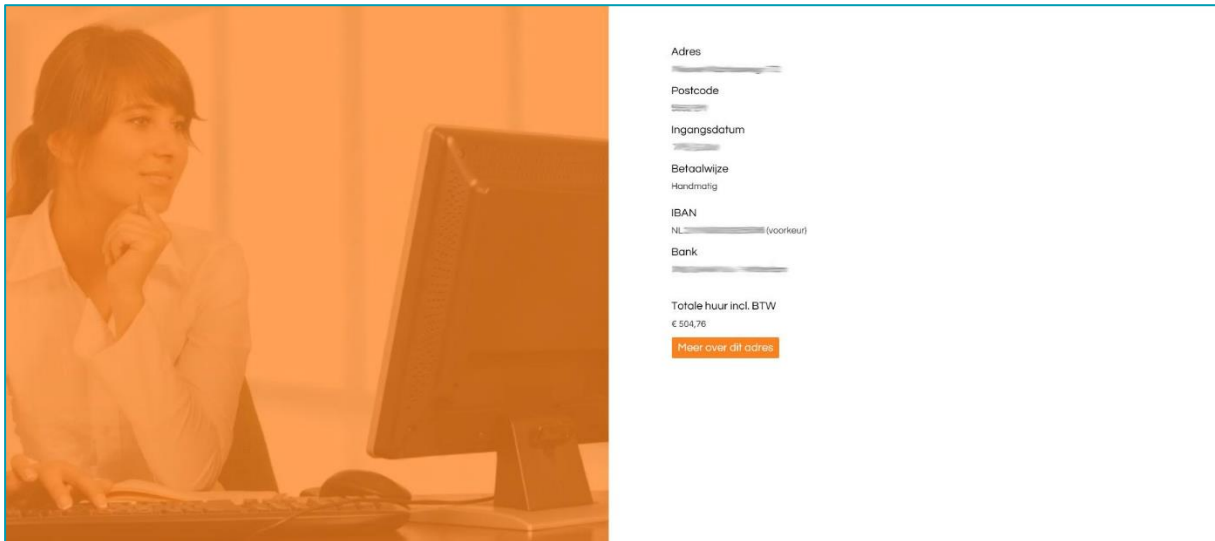 Adres
Postcode
Ingangsdatum
Betaalwijze
Handmatig
IBAN
NL (voorkeur)
Bank
Totale huur incl. BTW
€ 504,76
Meer over dit adres